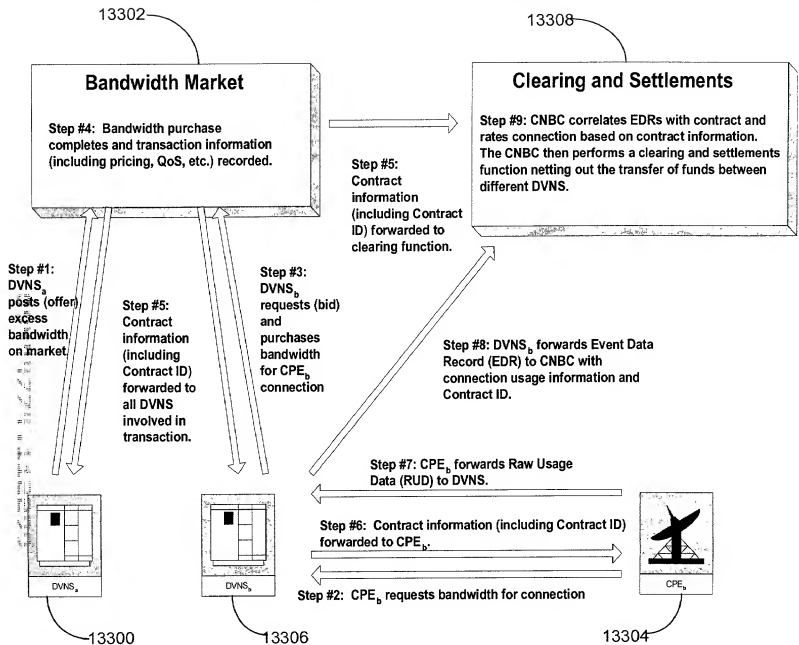 13302
13308
Bandwidth Market
Step #4: Bandwidth purchase
completes and transaction information
(including pricing, QoS, etc.) recorded.
Clearing and Settlements
Step #9: CNBC correlates EDRs with contract and
rates connection based on contract information.
The CNBC then performs a clearing and settlements
function netting out the transfer of funds between
different DVNS.
Step #5:
Contract
information
(including Contract
ID) forwarded to
clearing function.
Step #1:
DVNSa
posts (offer)
excess
bandwidth
on market.
Step #5:
Contract
information
(including
Contract ID)
forwarded to
all DVNS
involved in
transaction.
Step #3:
DVNSb
requests (bid)
and
purchases
bandwidth
for CPEb
connection
Step #8: DVNSb forwards Event Data
Record (EDR) to CNBC with
connection usage information and
Contract ID.
Step #7: CPEb forwards Raw Usage
Data (RUD) to DVNS.
Step #6: Contract information (including Contract ID)
forwarded to CPEb.
Step #2: CPEb requests bandwidth for connection
DVNSa
DVNSb
CPEb
13300
13306
13304